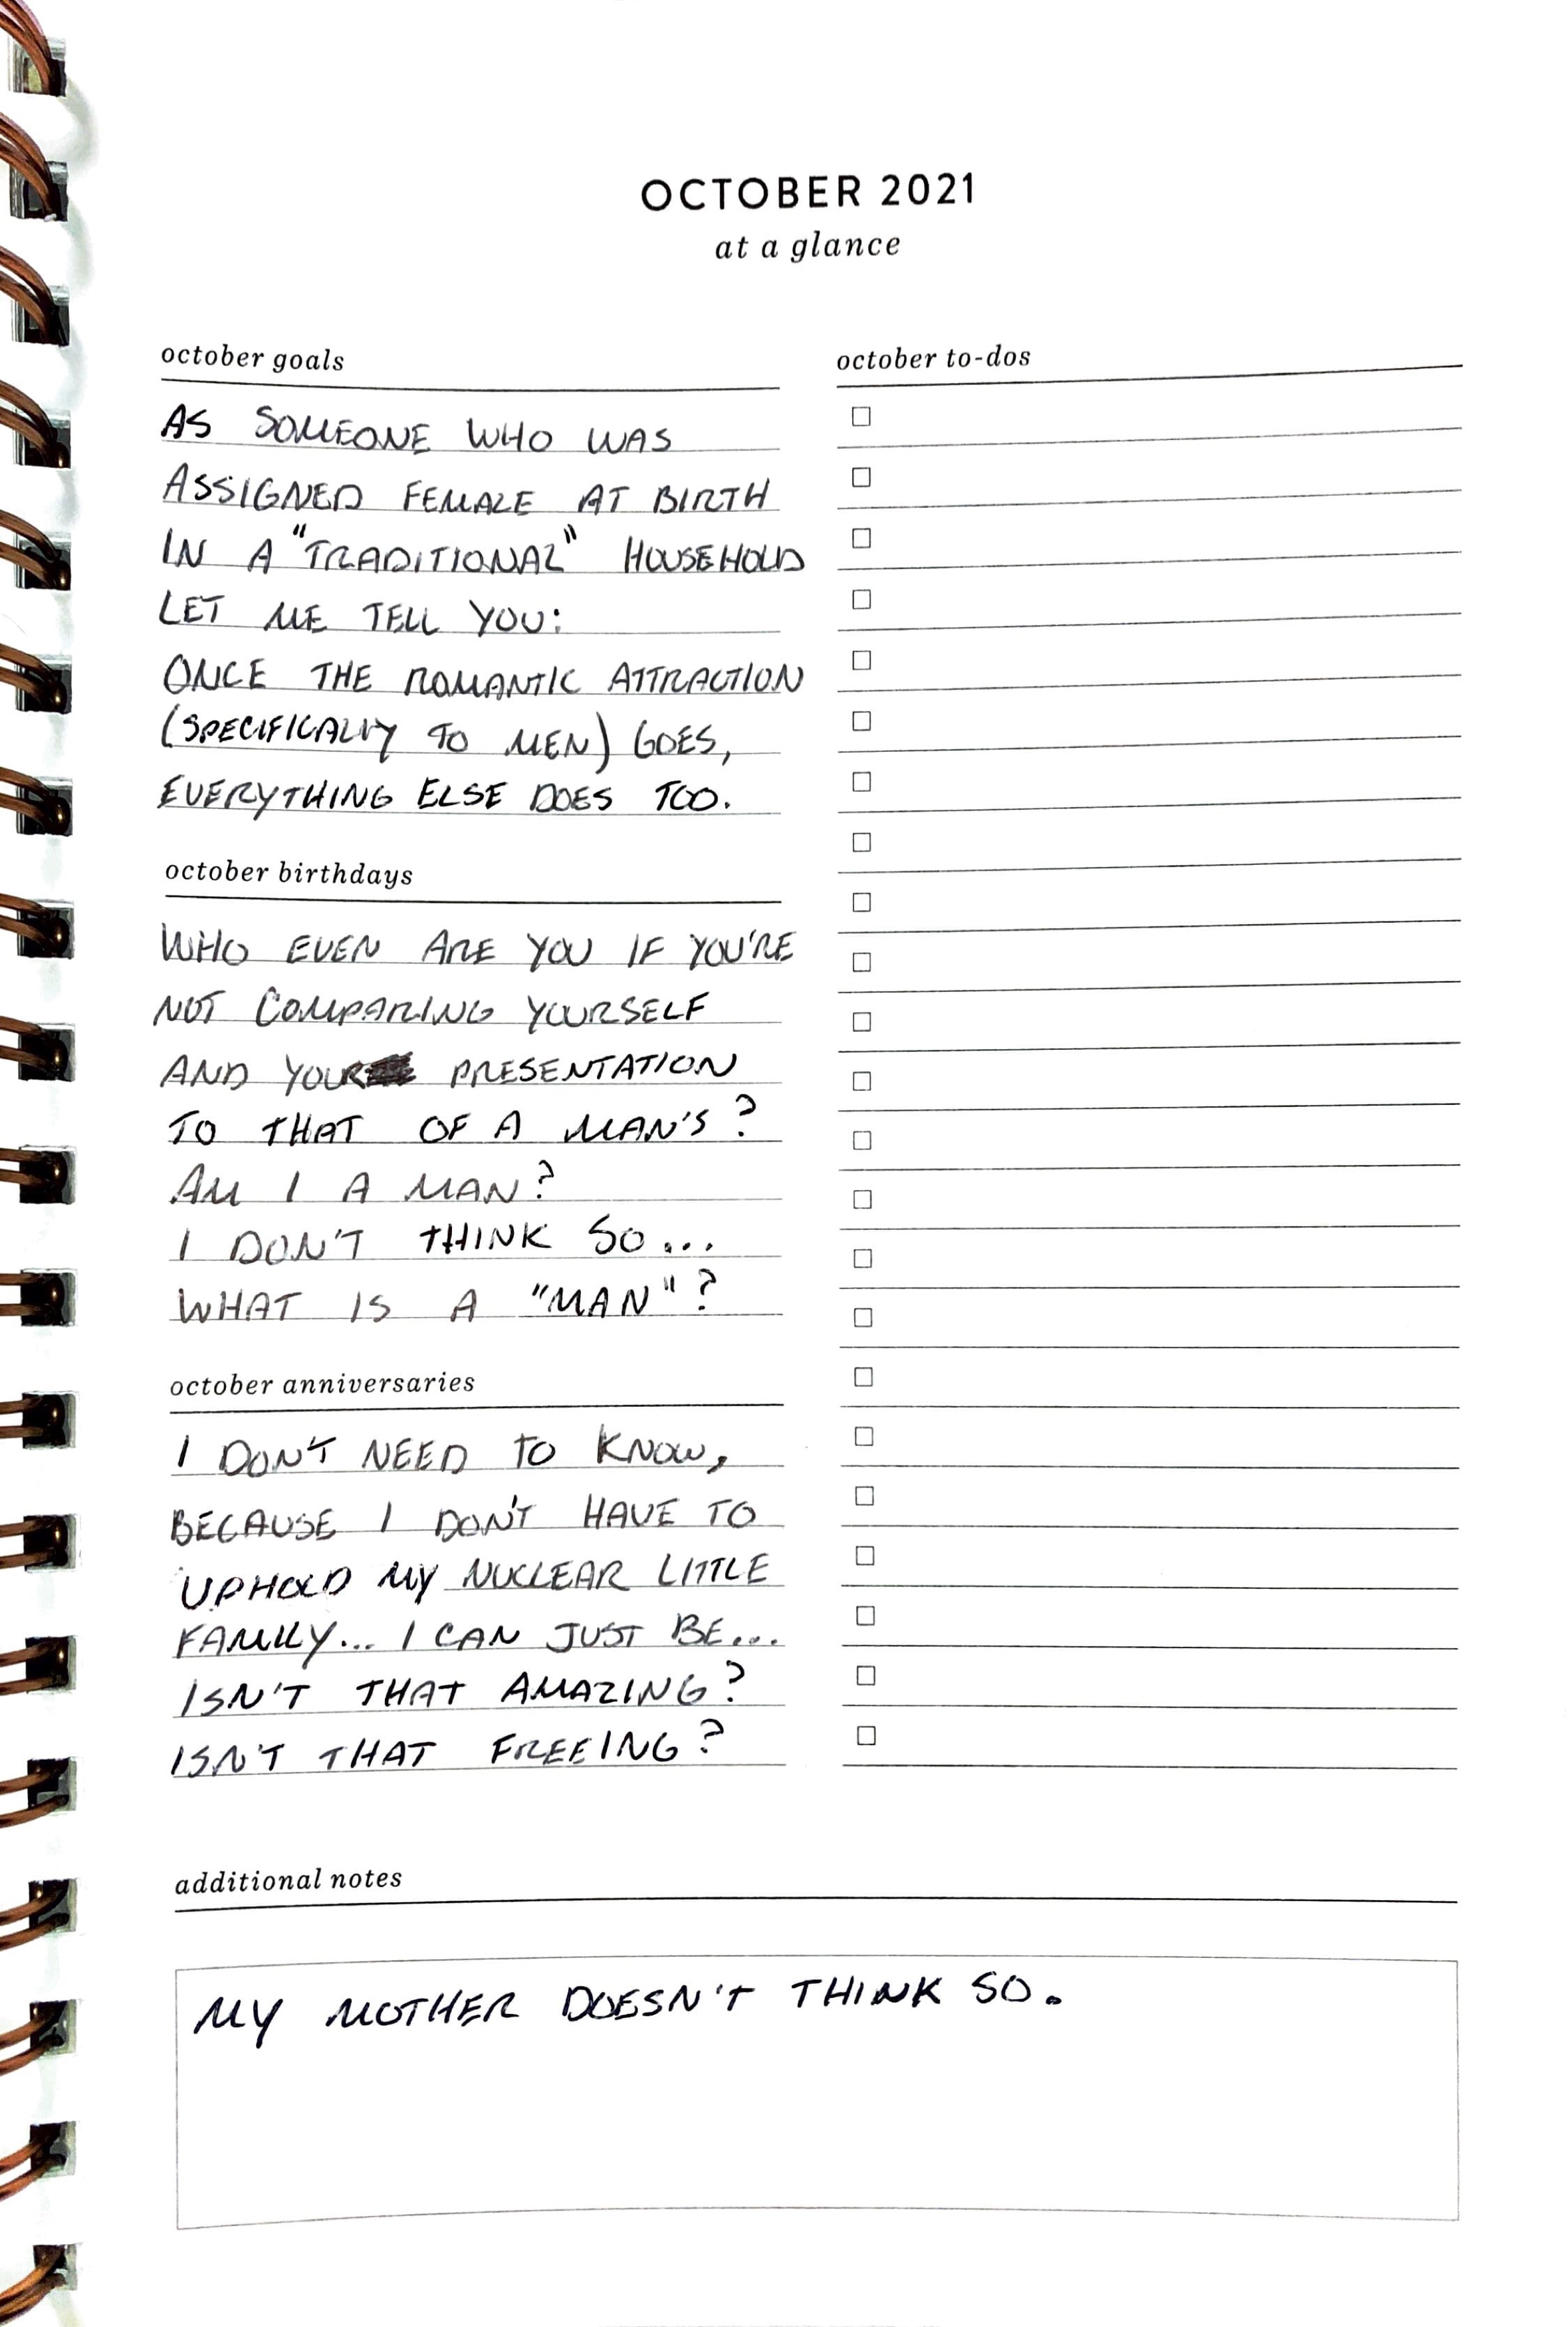 OCTOBER 2021
at a glance
october goals
AS SOMEONE WHO WAS
ASSIGNED FEMALE AT BIRTH
IN A "TRADITIONAL" HOUSEHOLD
LET ME TELL YOU:
ONCE THE ROMANTIC ATTRACTION
(SPECIFICALLY TO MEN) GOES,
EVERYTHING ELSE DOES TOO.
october birthdays
WHO EVEN ARE YOU IF YOU'RE
NOT COMPARING YOURSELF
AND YOUR PRESENTATION
TO THAT OF A MAN'S?
AM I A MAN?
I DON'T THINK SO...
WHAT IS A "MAN"?
october anniversaries
I DON'T NEED TO KNOW,
BECAUSE I DON'T HAVE TO
UPHOLD MY NUCLEAR LITTLE
FAMILY... I CAN JUST BE...
ISN'T THAT AMAZING?
ISN'T THAT FREEING?
october to-dos
additional notes
MY MOTHER DOESN'T THINK SO.